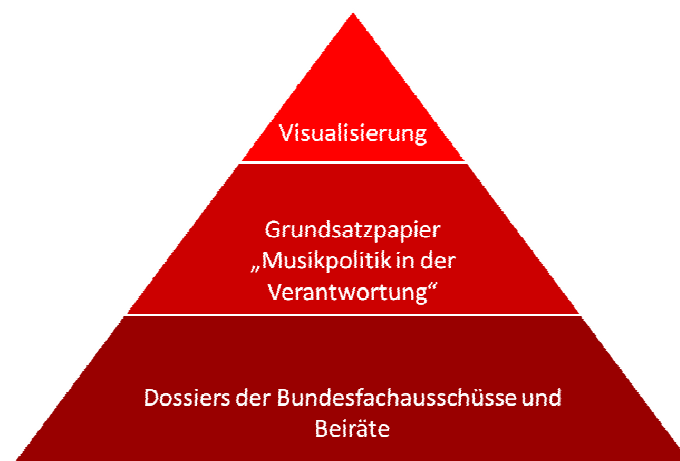 Visualisierung
Grundsatzpapier
„Musikpolitik in der
Verantwortung“
Dossiers der Bundesfachausschüsse und
Beiräte